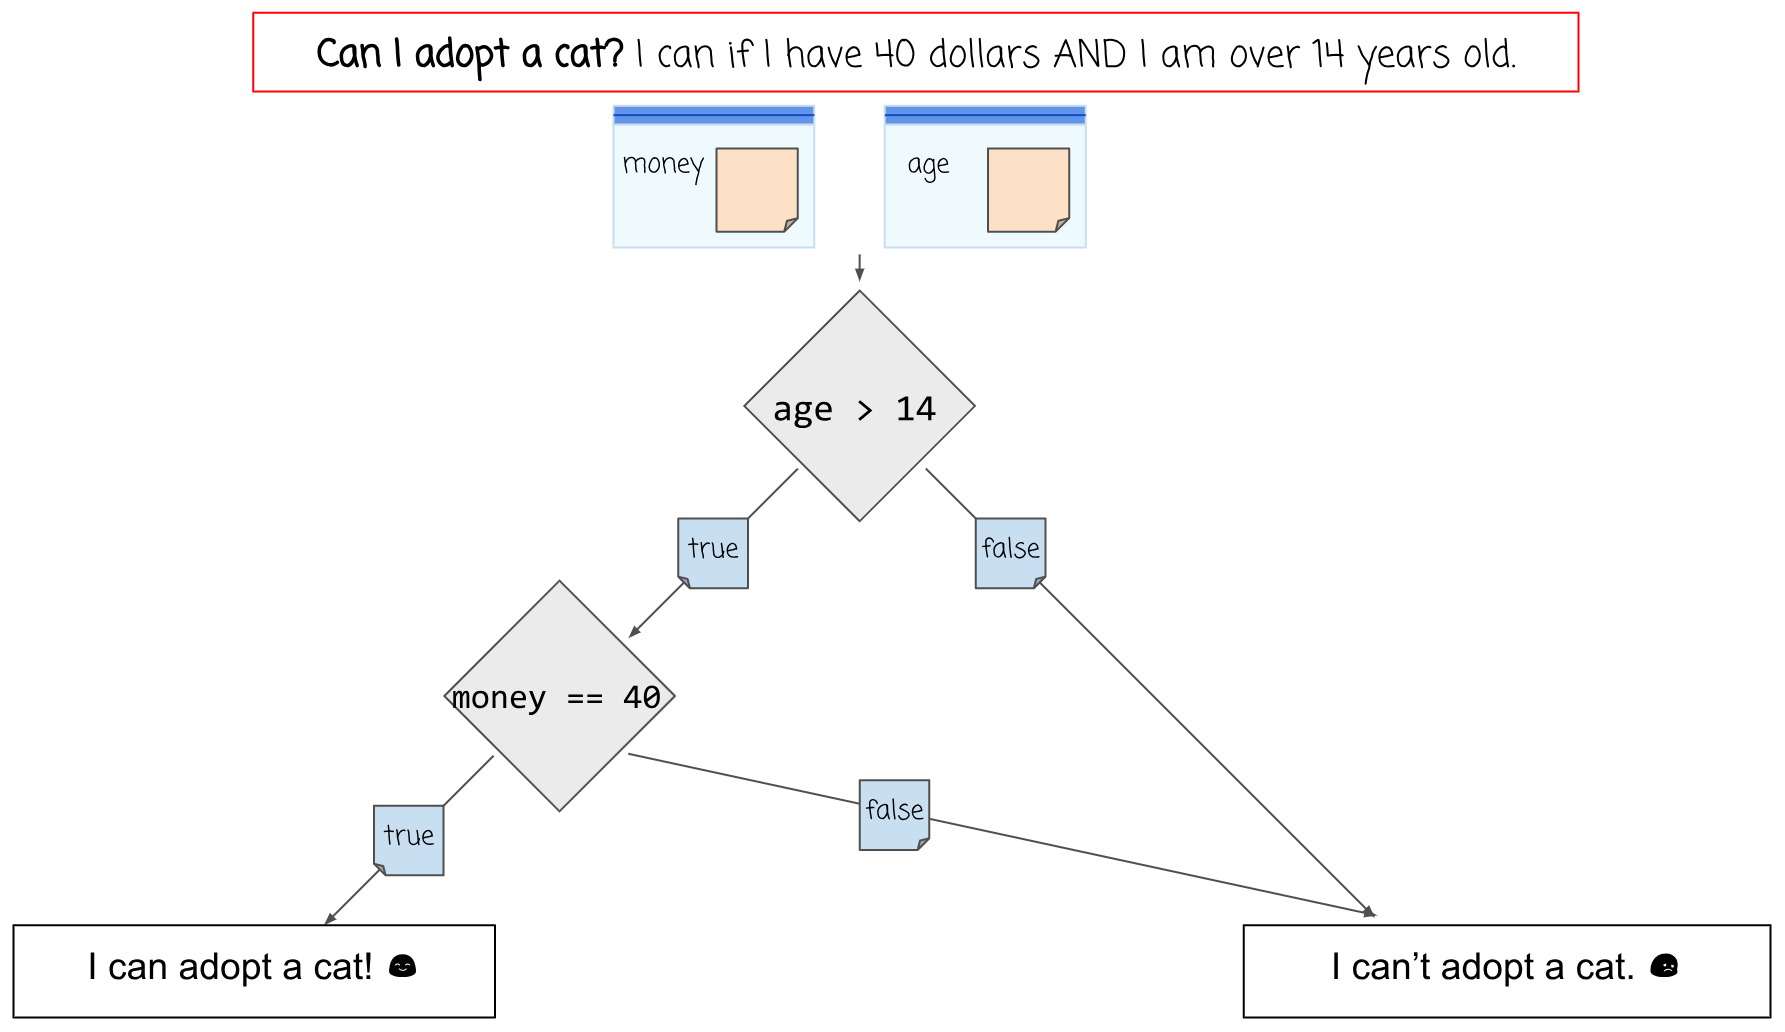 Can I adopt a cat? I can if I have 40 dollars AND I am over 14 years old.
money
age
age > 14
true
false
money == 40
false
true
I can adopt a cat!
I can’t adopt a cat.